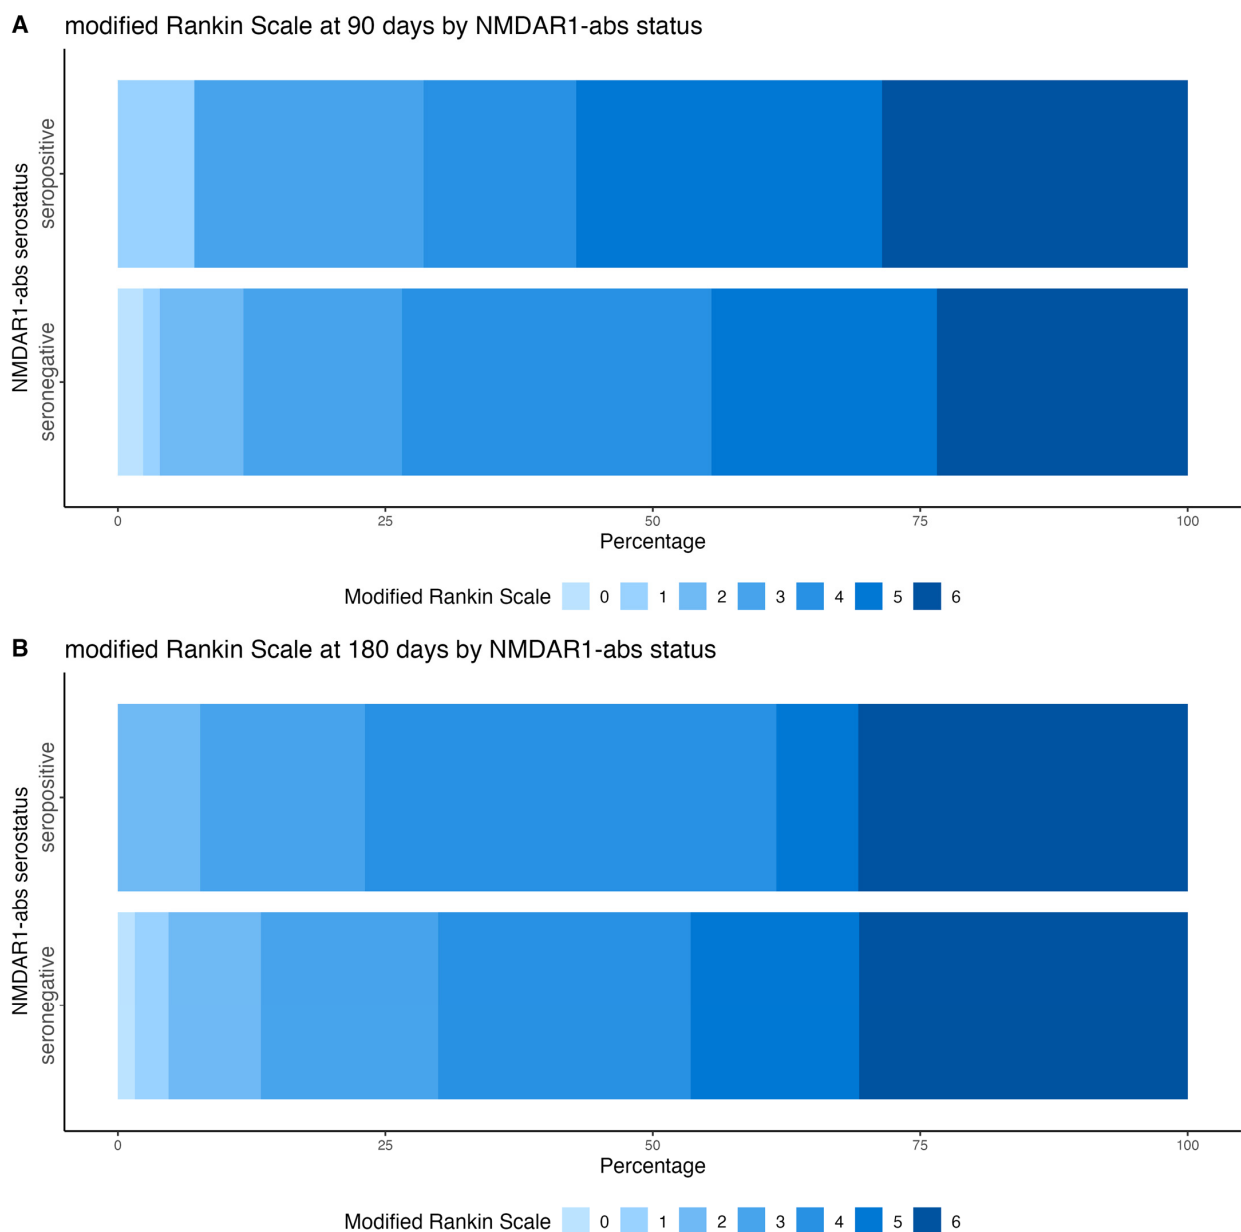 A modified Rankin Scale at 90 days by NMDAR1-abs status
NMDAR1-abs serostatus
seropositive
seronegative
0 25 50 75 100
Percentage
Modified Rankin Scale 0 1 2 3 4 5 6
B modified Rankin Scale at 180 days by NMDAR1-abs status
NMDAR1-abs serostatus
seropositive
seronegative
0 25 50 75 100
Percentage
Modified Rankin Scale 0 1 2 3 4 5 6